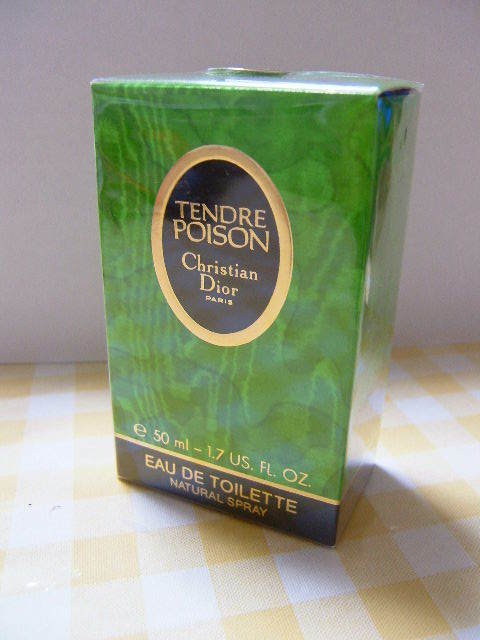 TENDRE
POISON
Christian
Dior
PARIS
℮ 50 ml - 1.7 US. FL. OZ.
EAU DE TOILETTE
NATURAL SPRAY